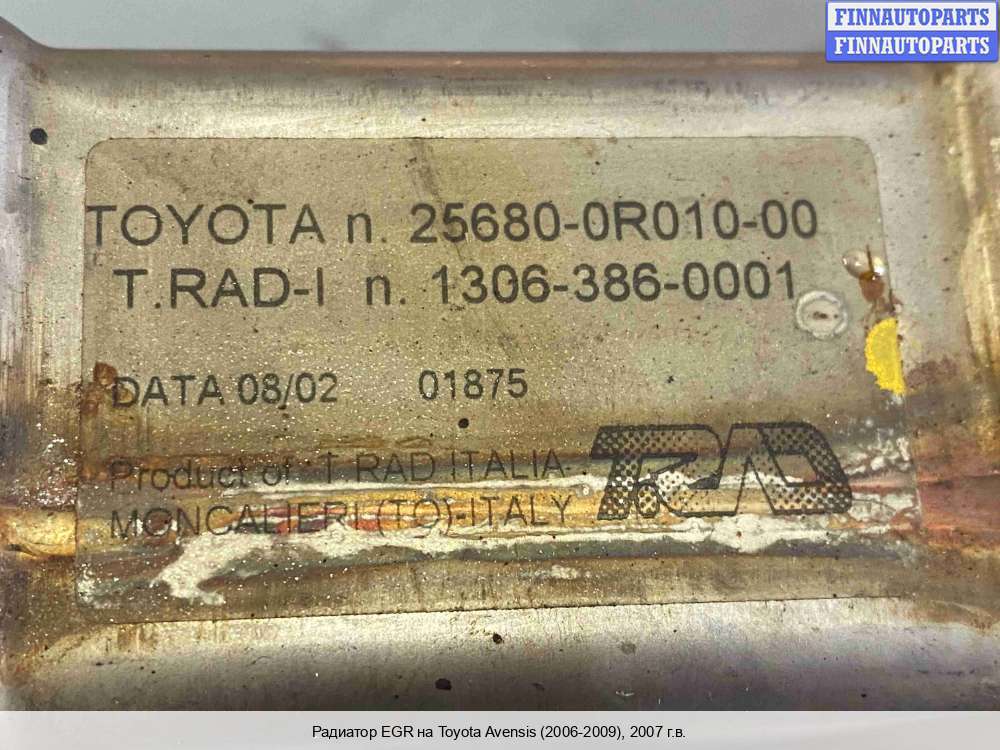 FINNAUTOPARTS
FINNAUTOPARTS
TOYOTA n. 25680-0R010-00
T.RAD-I n. 1306-386-0001
DATA 08/02 01875
Product of T RAD ITALIA
MONCALIERI (TO)-ITALY
T.RAD
Радиатор EGR на Toyota Avensis (2006-2009), 2007 г.в.